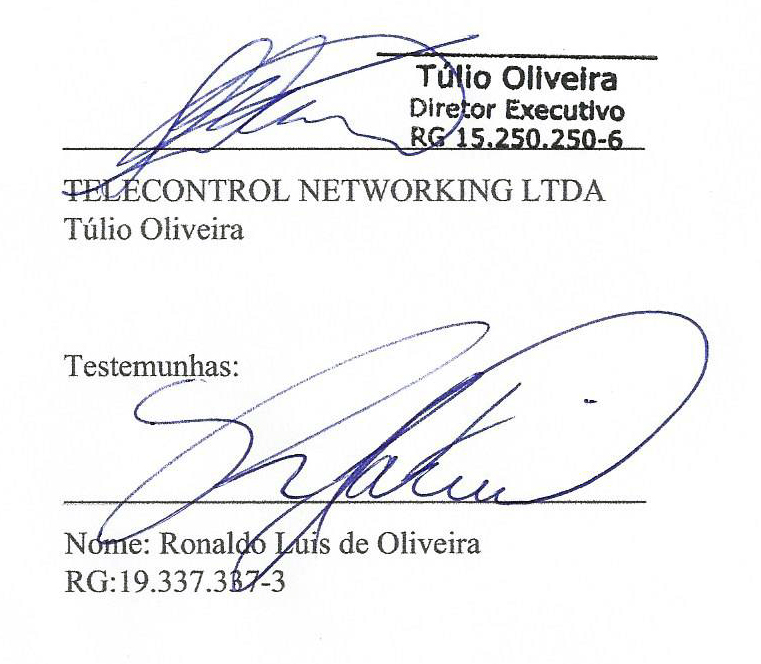 Túlio Oliveira
Diretor Executivo
RG 15.250.250-6
TELECONTROL NETWORKING LTDA
Túlio Oliveira
Testemunhas:
Nome: Ronaldo Luis de Oliveira
RG:19.337.337-3